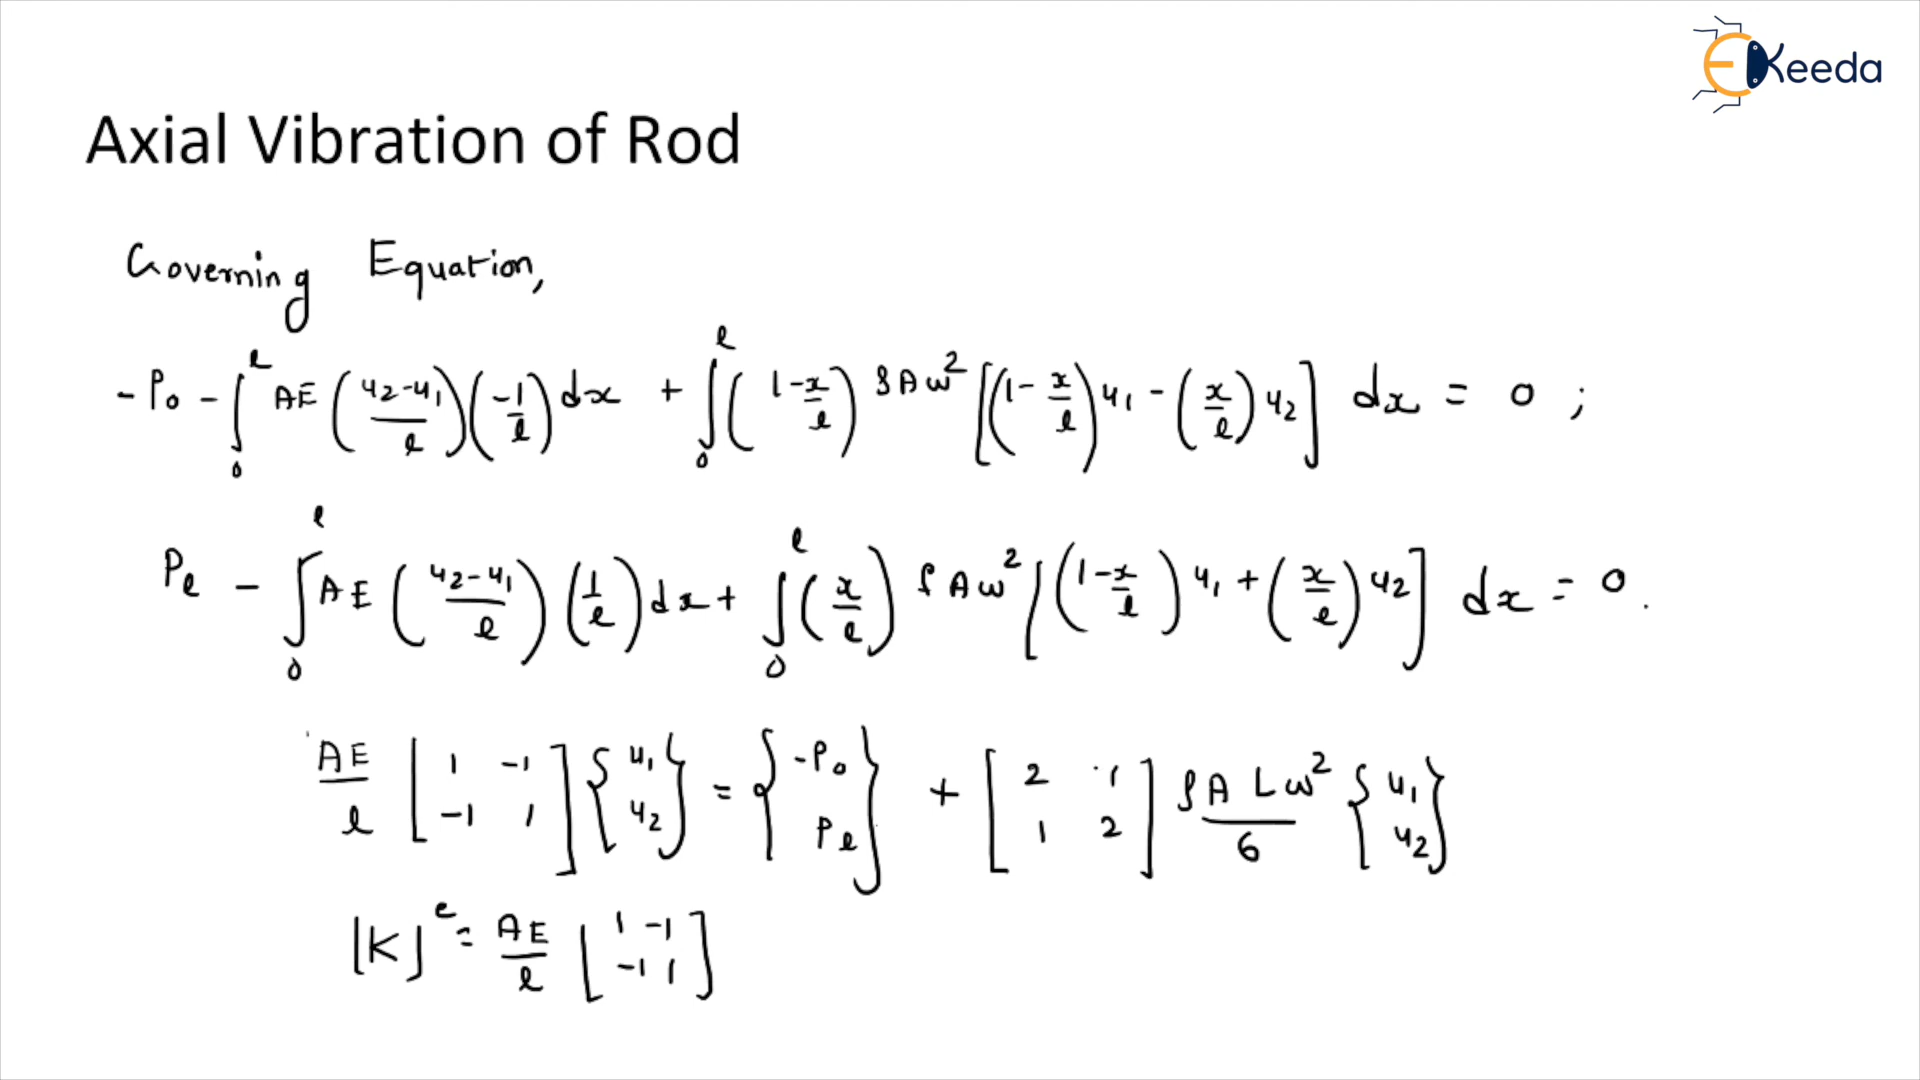 EKeeda
Axial Vibration of Rod
Governing Equation,
-P₀ - ∫₀ˡ AE ((u₂-u₁)/l) (-1/l) dx + ∫₀ˡ (1-x/l) ρAω² [(1-x/l)u₁ - (x/l)u₂] dx = 0 ;
Pₗ - ∫₀ˡ AE ((u₂-u₁)/l) (1/l) dx + ∫₀ˡ (x/l) ρAω² [(1-x/l)u₁ + (x/l)u₂] dx = 0.
AE/l [1 -1; -1 1] {u₁; u₂} = {-P₀; Pₗ} + [2 1; 1 2] ρALω²/6 {u₁; u₂}
[K]ᵉ = AE/l [1 -1; -1 1]